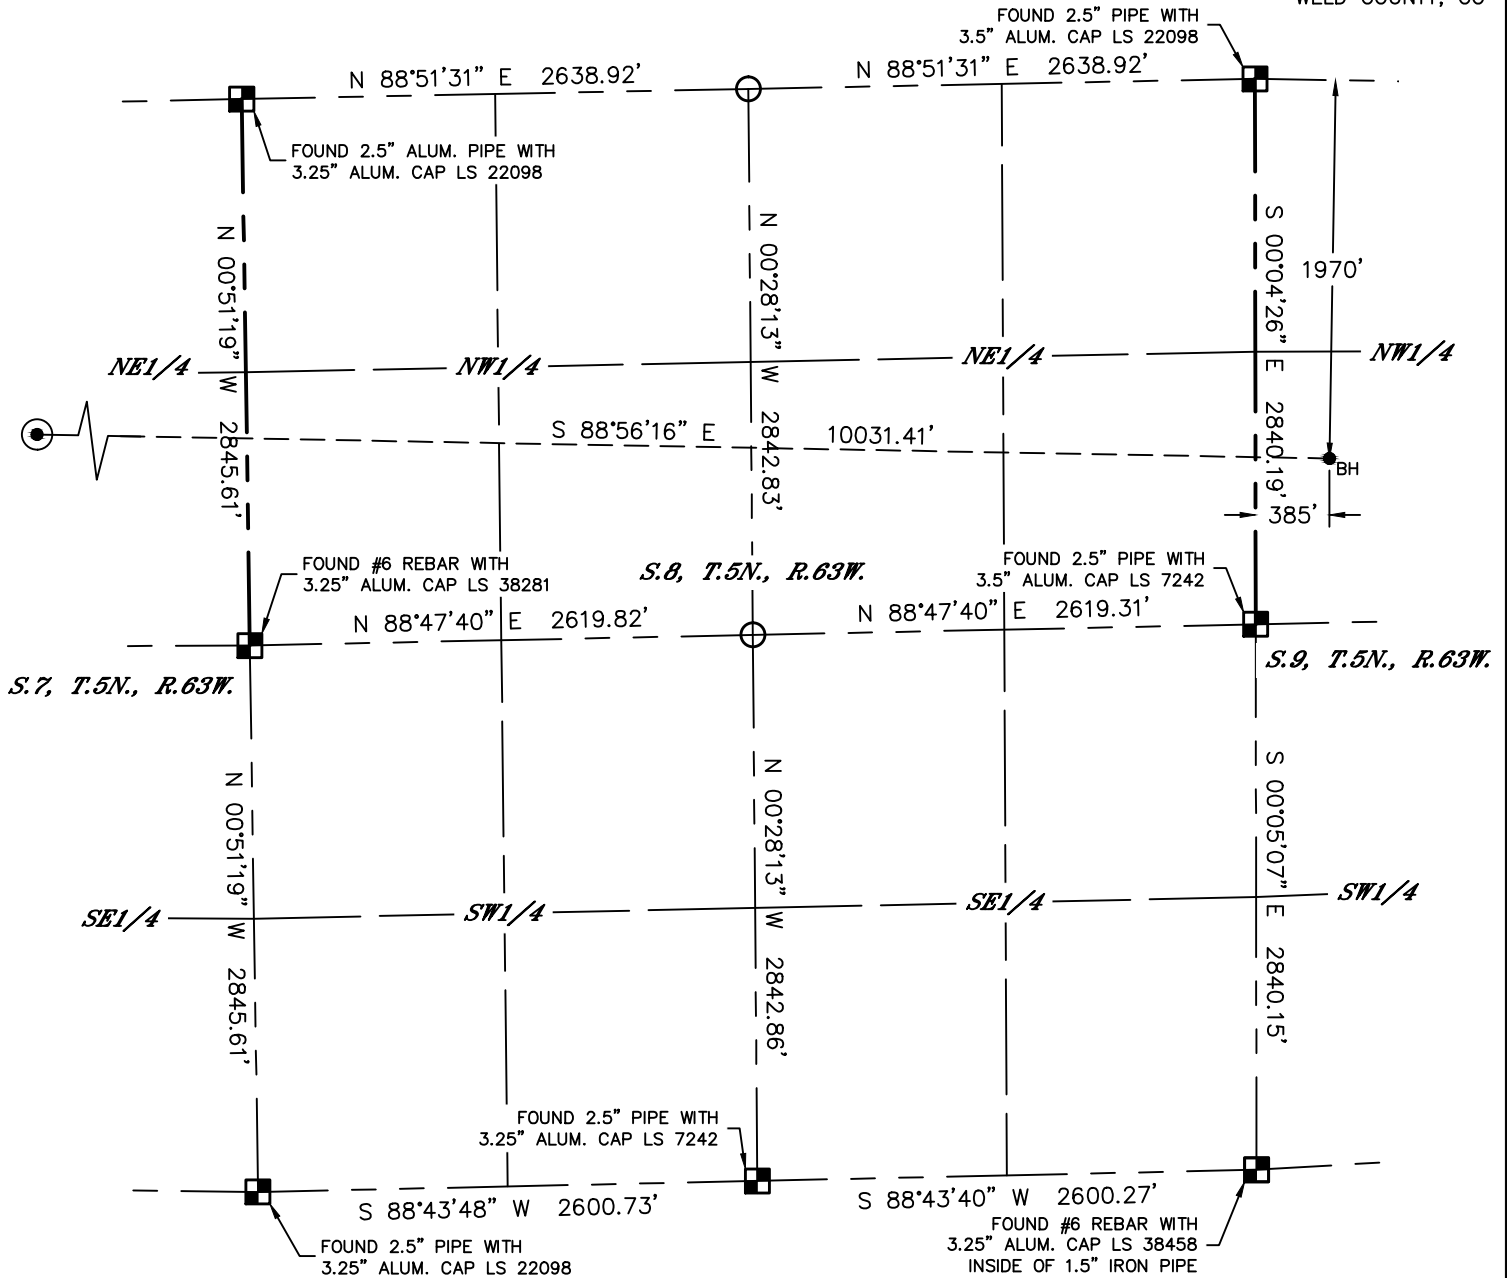 WELD COUNTY, CO
FOUND 2.5" PIPE WITH
3.5" ALUM. CAP LS 22098
N 88°51'31" E 2638.92'
N 88°51'31" E 2638.92'
FOUND 2.5" ALUM. PIPE WITH
3.25" ALUM. CAP LS 22098
N 00°51'19" W 2845.61'
N 00°28'13" W 2842.83'
S 00°04'26" E 2840.19'
1970'
NE1/4
NW1/4
NE1/4
NW1/4
S 88°56'16" E 10031.41'
BH
385'
FOUND #6 REBAR WITH
3.25" ALUM. CAP LS 38281
S.8, T.5N., R.63W.
FOUND 2.5" PIPE WITH
3.5" ALUM. CAP LS 7242
N 88°47'40" E 2619.82'
N 88°47'40" E 2619.31'
S.7, T.5N., R.63W.
S.9, T.5N., R.63W.
N 00°51'19" W 2845.61'
N 00°28'13" W 2842.86'
S 00°05'07" E 2840.15'
SE1/4
SW1/4
SE1/4
SW1/4
FOUND 2.5" PIPE WITH
3.25" ALUM. CAP LS 7242
S 88°43'48" W 2600.73'
S 88°43'40" W 2600.27'
FOUND 2.5" PIPE WITH
3.25" ALUM. CAP LS 22098
FOUND #6 REBAR WITH
3.25" ALUM. CAP LS 38458
INSIDE OF 1.5" IRON PIPE